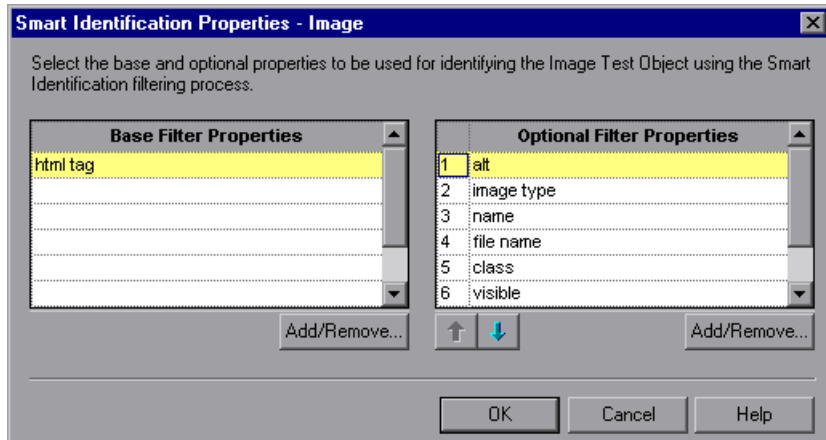 Smart Identification Properties - Image
Select the base and optional properties to be used for identifying the Image Test Object using the Smart
Identification filtering process.
Base Filter Properties
html tag
Add/Remove...
Optional Filter Properties
1 alt
2 image type
3 name
4 file name
5 class
6 visible
Add/Remove...
OK
Cancel
Help